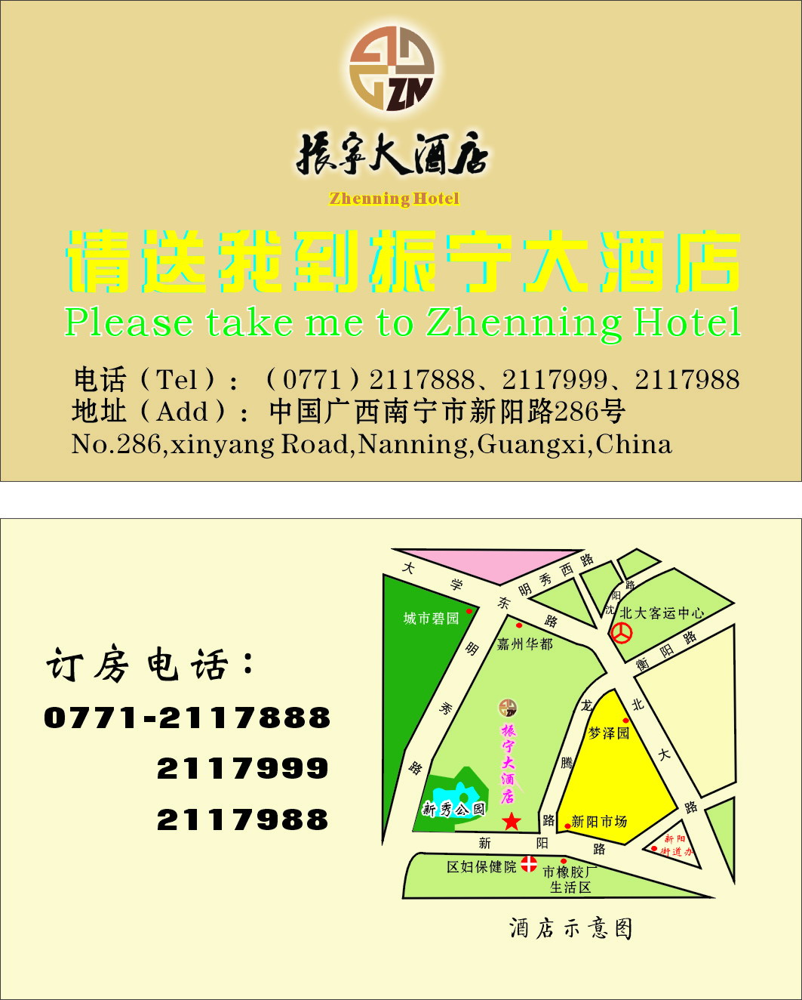 ZN
振宁大酒店
Zhenning Hotel
请送我到振宁大酒店
Please take me to Zhenning Hotel
电话（Tel）：（0771）2117888、2117999、2117988
地址（Add）：中国广西南宁市新阳路286号
No.286,xinyang Road,Nanning,Guangxi,China
订房电话：
0771-2117888
2117999
2117988
大学东路
明秀西路
沈阳路
城市碧园
嘉州华都
北大客运中心
衡阳路
明秀路
振宁大酒店
龙腾路
梦泽园
北大路
新秀公园
新阳市场
新阳路
新阳
街道办
区妇保健院
市橡胶厂
生活区
酒店示意图